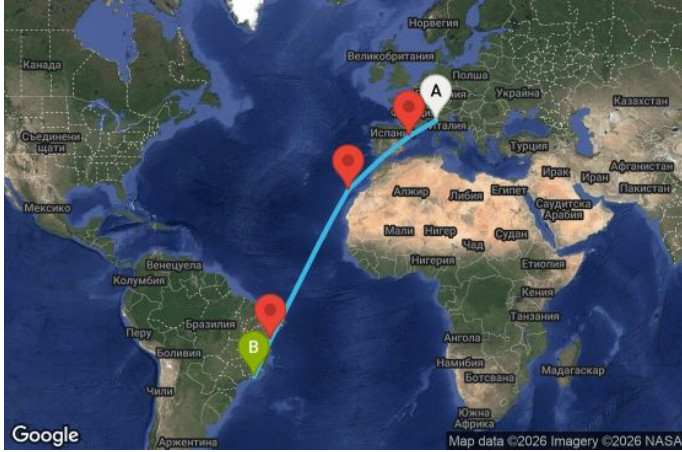 Норвегия
Канада
Великобритания
Полша
A
Украйна
Казахстан
Италия
Съединени
щати
Турция
Ирак
Афганистан
Иран
Пакистан
Алжир
Либия
Египет
Саудитска
Арабия
Мексико
Мали
Нигер
Чад
Судан
Нигерия
Етиопия
Венецуела
Колумбия
Кения
Танзания
Бразилия
Перу
B
Боливия
Ангола
Намибия
Ботсвана
Мадагаскар
Чили
Южна
Африка
Google
Аржентина
Map data ©2026 Imagery ©2026 NASA